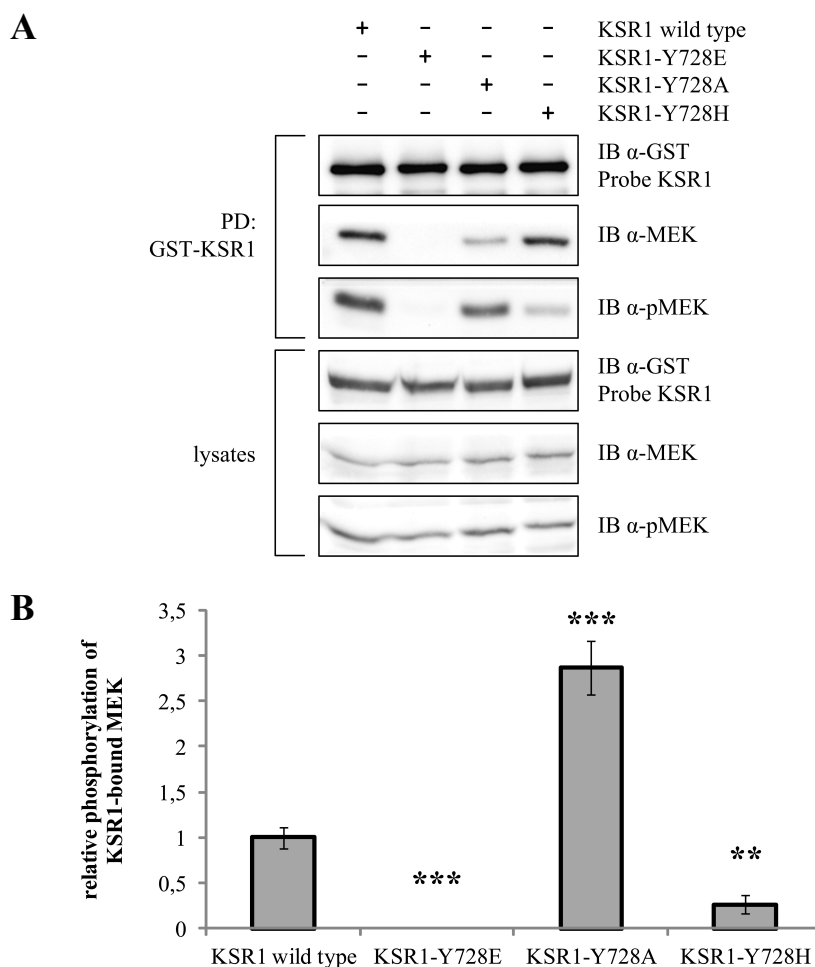 A
+ – – – KSR1 wild type
– + – – KSR1-Y728E
– – + – KSR1-Y728A
– – – + KSR1-Y728H
IB α-GST
Probe KSR1
PD:
GST-KSR1
IB α-MEK
IB α-pMEK
IB α-GST
Probe KSR1
lysates
IB α-MEK
IB α-pMEK
B
relative phosphorylation of
KSR1-bound MEK
3,5
3
2,5
2
1,5
1
0,5
0
***
***
**
KSR1 wild type KSR1-Y728E KSR1-Y728A KSR1-Y728H